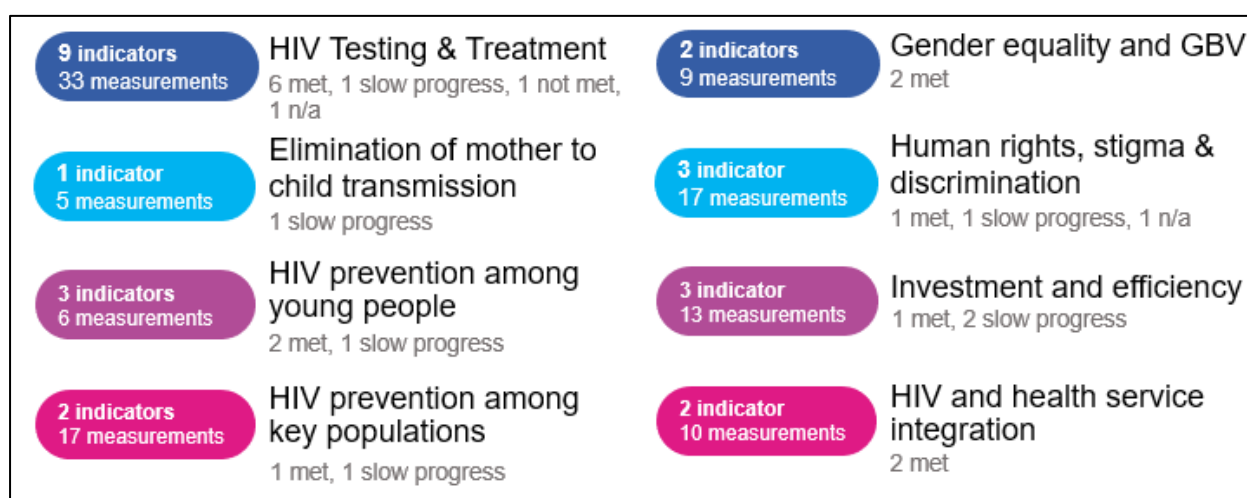 9 indicators
33 measurements
HIV Testing & Treatment
6 met, 1 slow progress, 1 not met,
1 n/a
1 indicator
5 measurements
Elimination of mother to
child transmission
1 slow progress
3 indicators
6 measurements
HIV prevention among
young people
2 met, 1 slow progress
2 indicators
17 measurements
HIV prevention among
key populations
1 met, 1 slow progress
2 indicators
9 measurements
Gender equality and GBV
2 met
3 indicator
17 measurements
Human rights, stigma &
discrimination
1 met, 1 slow progress, 1 n/a
3 indicator
13 measurements
Investment and efficiency
1 met, 2 slow progress
2 indicator
10 measurements
HIV and health service
integration
2 met